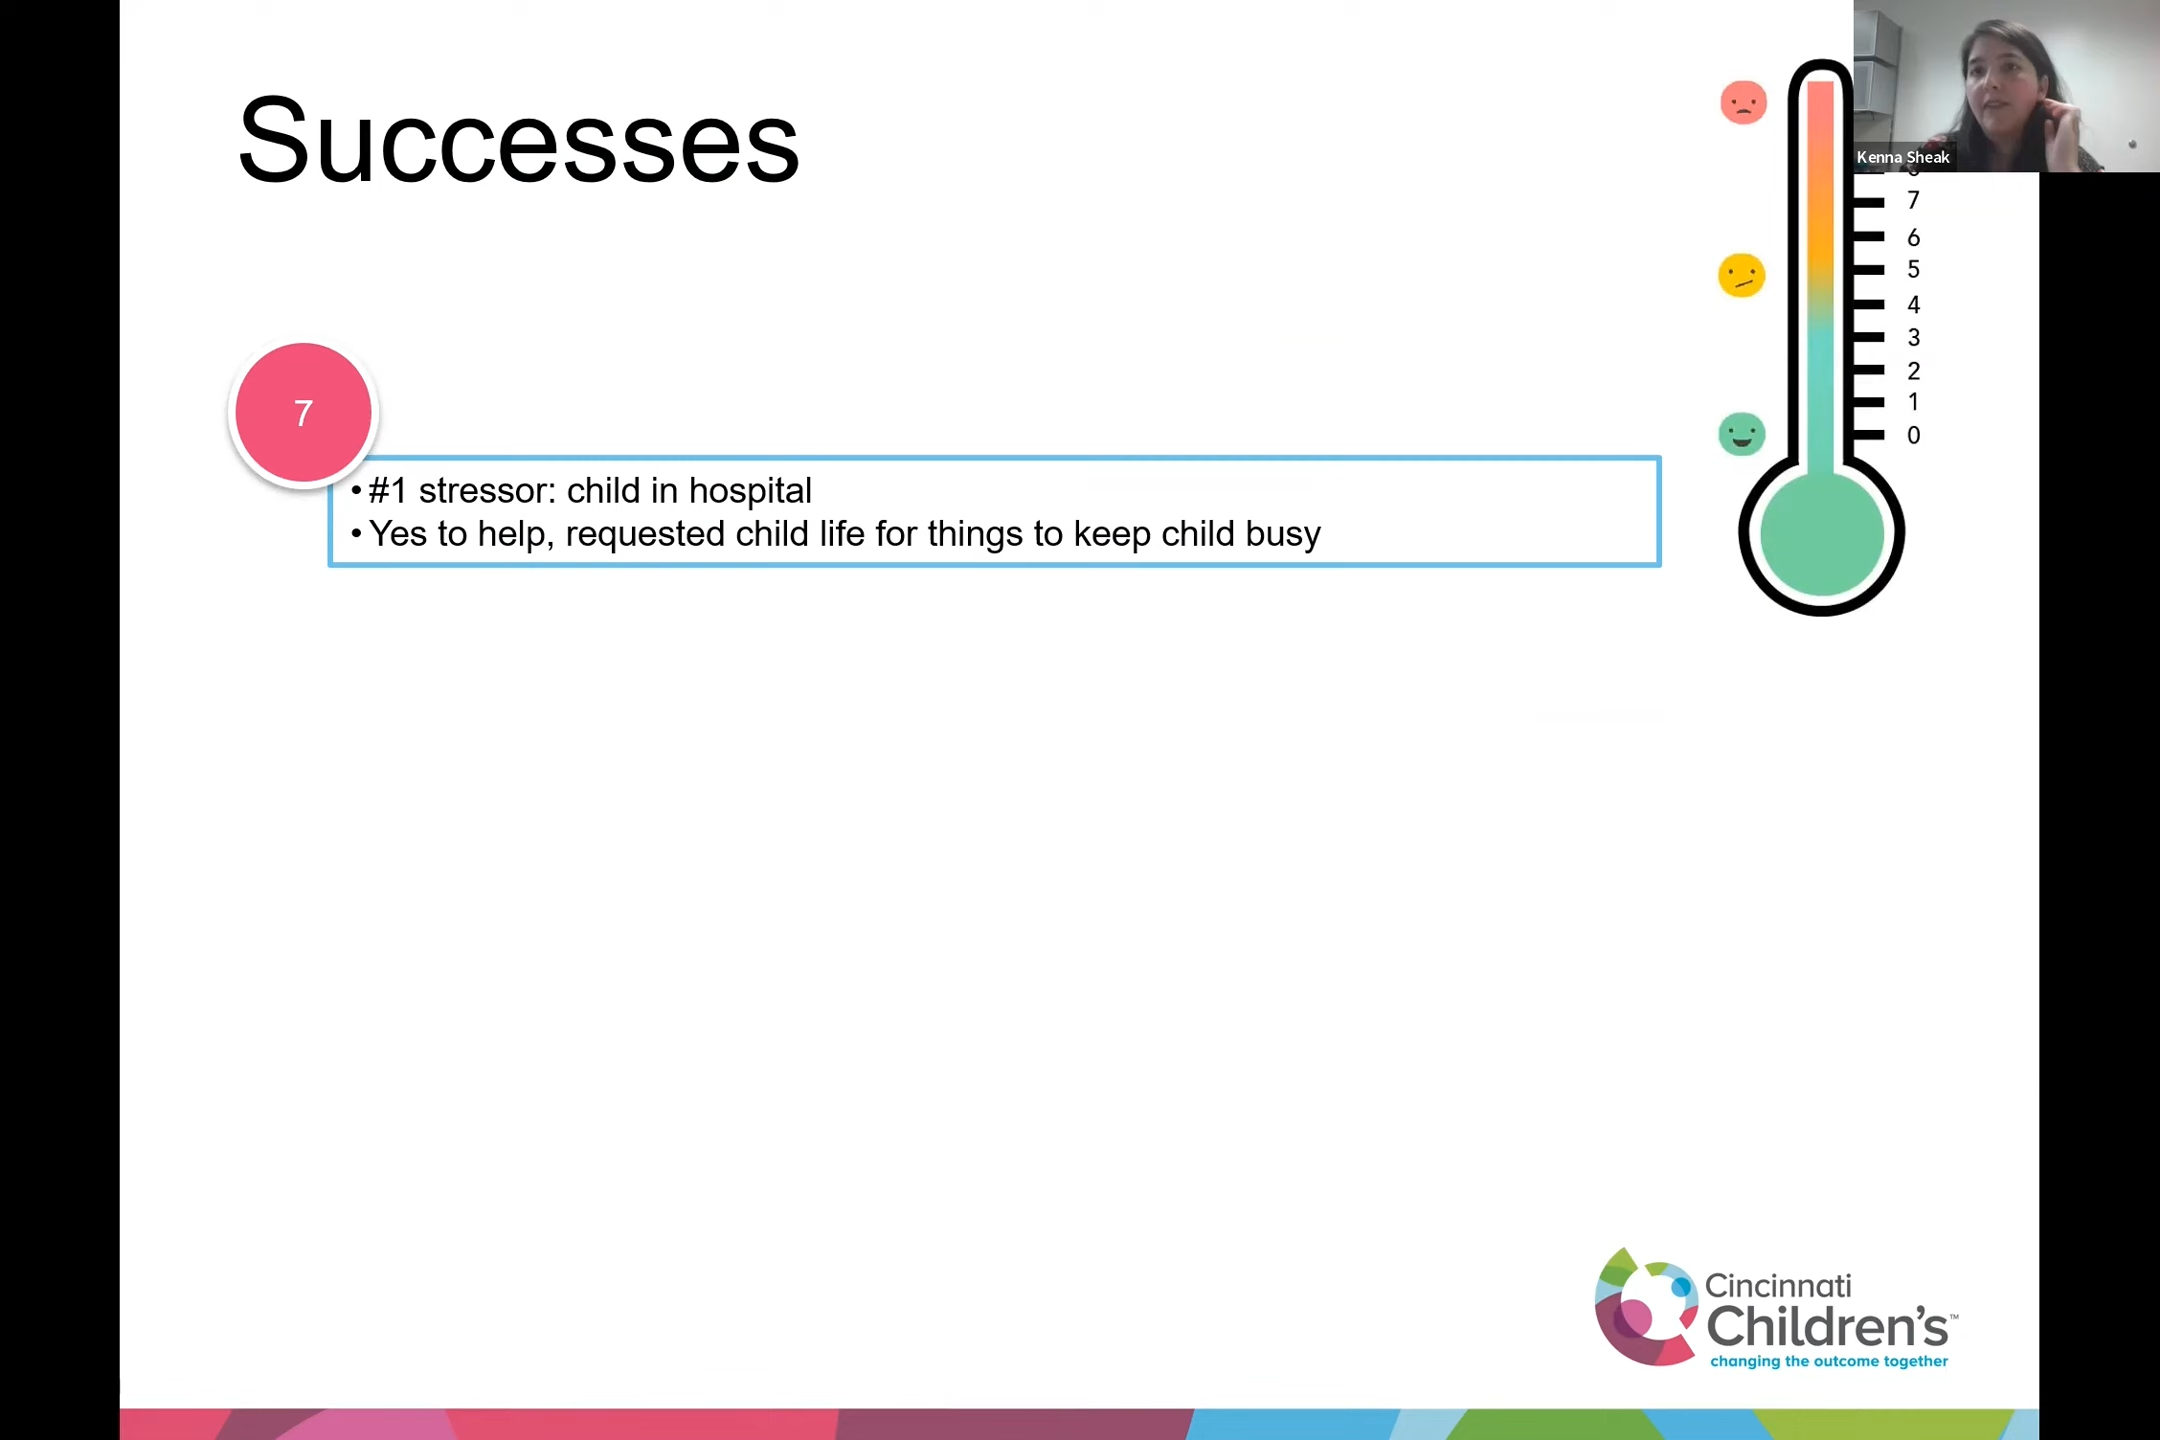 Successes
Kenna Sheak
7
6
5
4
3
2
1
0
7
• #1 stressor: child in hospital
• Yes to help, requested child life for things to keep child busy
Cincinnati
Children's™
changing the outcome together